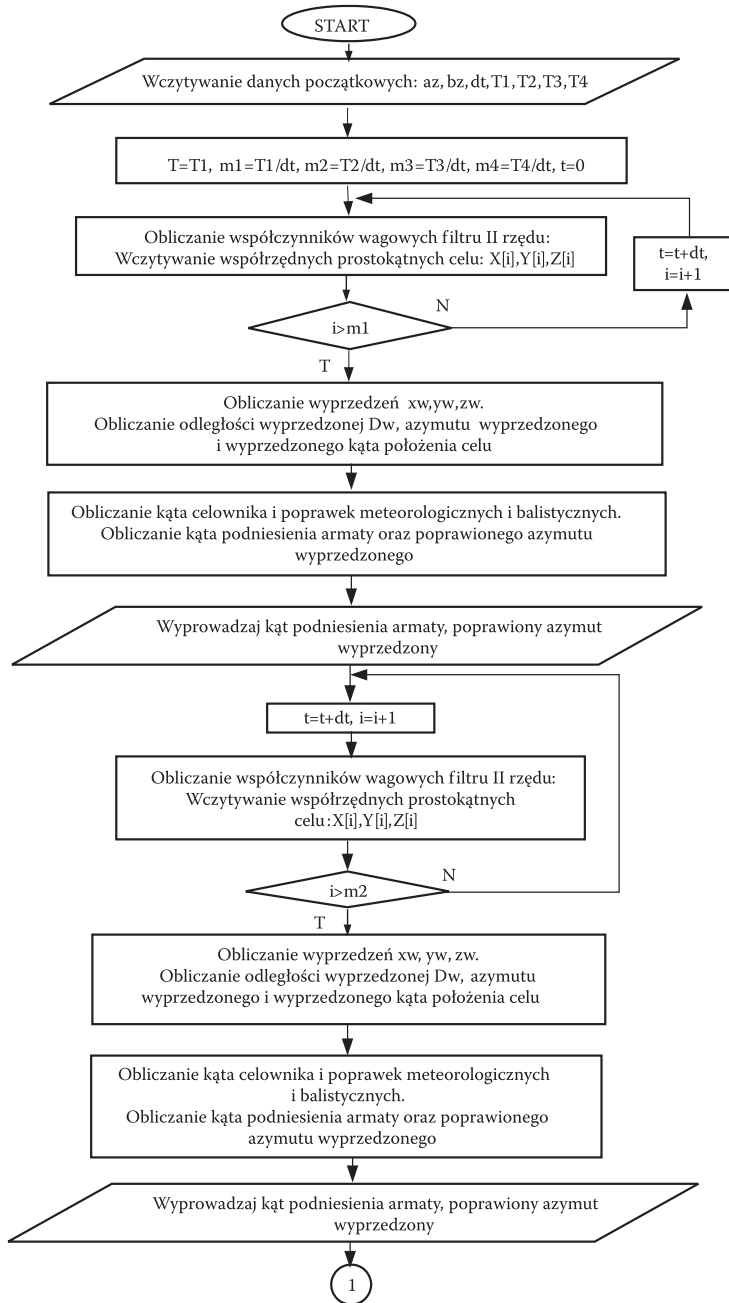 START
Wczytywanie danych początkowych: az, bz, dt, T1, T2, T3, T4
T=T1, m1=T1/dt, m2=T2/dt, m3=T3/dt, m4=T4/dt, t=0
Obliczanie współczynników wagowych filtru II rzędu:
Wczytywanie współrzędnych prostokątnych celu: X[i],Y[i],Z[i]
t=t+dt,
i=i+1
i>m1
N
T
Obliczanie wyprzedzeń xw,yw,zw.
Obliczanie odległości wyprzedzonej Dw, azymutu wyprzedzonego
i wyprzedzonego kąta położenia celu
Obliczanie kąta celownika i poprawek meteorologicznych i balistycznych.
Obliczanie kąta podniesienia armaty oraz poprawionego azymutu
wyprzedzonego
Wyprowadzaj kąt podniesienia armaty, poprawiony azymut
wyprzedzony
t=t+dt, i=i+1
Obliczanie współczynników wagowych filtru II rzędu:
Wczytywanie współrzędnych prostokątnych
celu:X[i],Y[i],Z[i]
i>m2
N
T
Obliczanie wyprzedzeń xw, yw, zw.
Obliczanie odległości wyprzedzonej Dw, azymutu
wyprzedzonego i wyprzedzonego kąta położenia celu
Obliczanie kąta celownika i poprawek meteorologicznych
i balistycznych.
Obliczanie kąta podniesienia armaty oraz poprawionego
azymutu wyprzedzonego
Wyprowadzaj kąt podniesienia armaty, poprawiony azymut
wyprzedzony
1